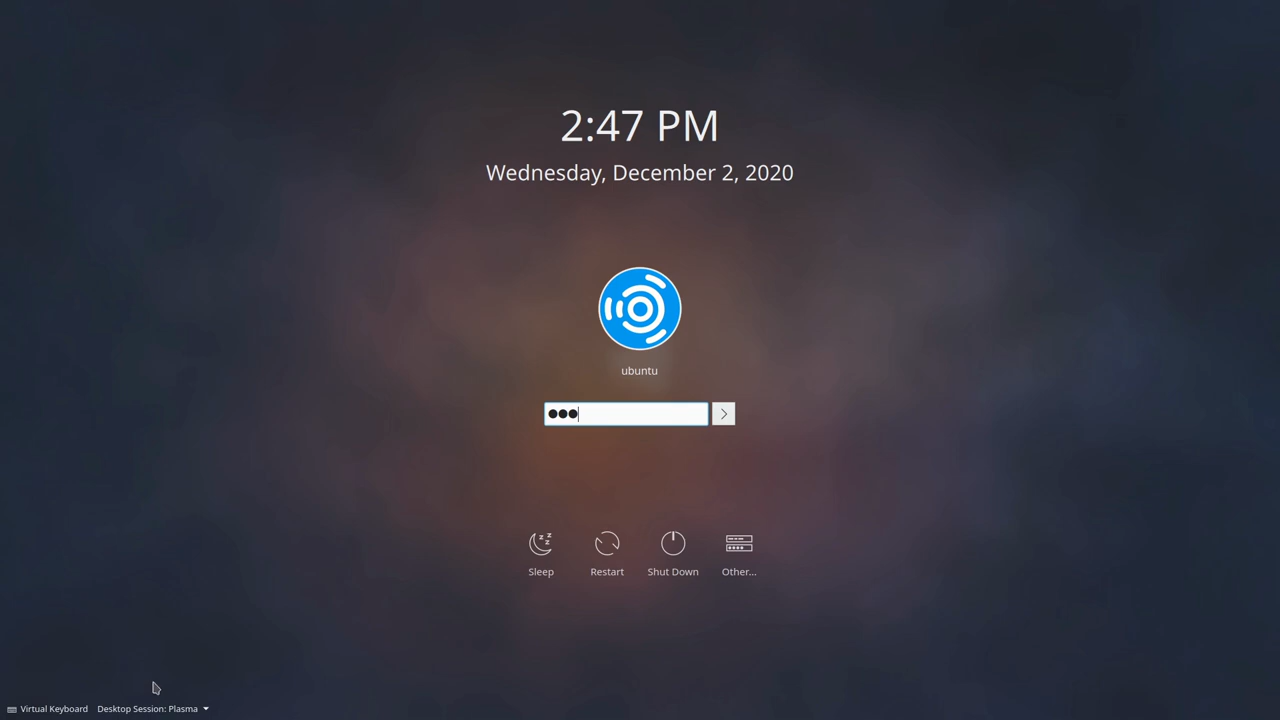 2:47 PM
Wednesday, December 2, 2020
ubuntu
Sleep
Restart
Shut Down
Other...
Virtual Keyboard
Desktop Session: Plasma